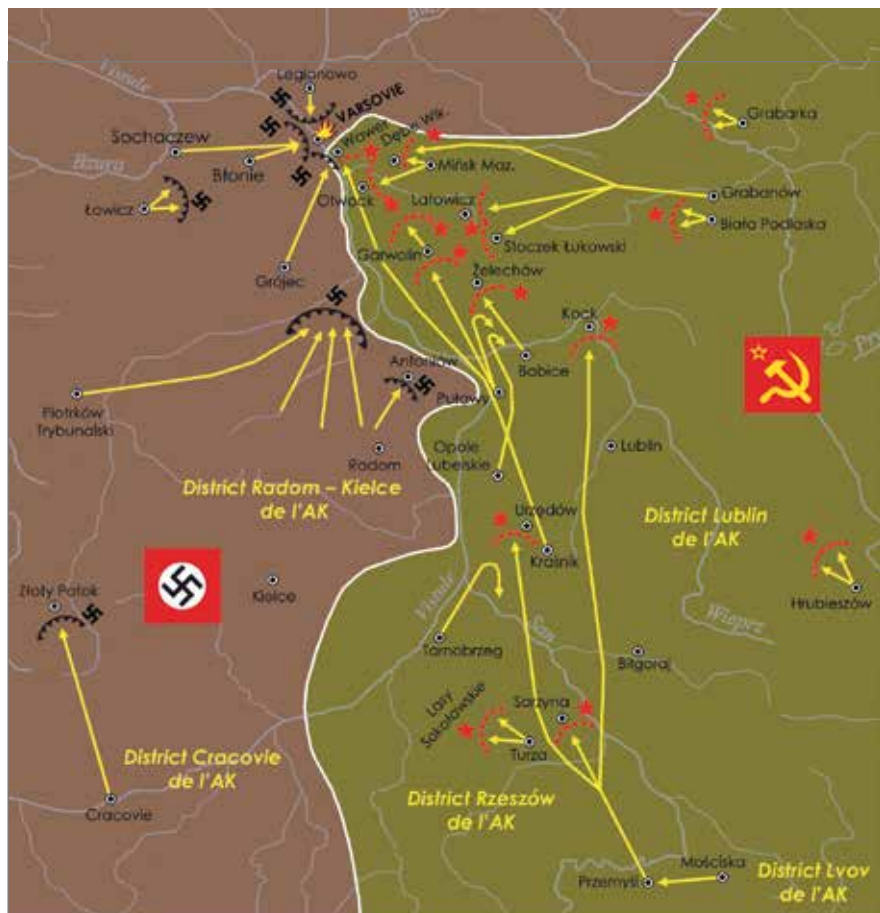 Vistule
Legionowo
VARSOVIE
Sochaczew
Bzura
Błonie
Wawer
Dębe Wlk.
Grabarka
Mińsk Maz.
Łowicz
Otwock
Latowicz
Grabanów
Biała Podlaska
Garwolin
Stoczek Łukowski
Grójec
Żelechów
Kock
Antoniów
Babice
Piotrków
Trybunalski
Puławy
Radom
Opole
Lubelskie
Lublin
District Radom – Kielce
de l'AK
Urzędów
District Lublin
de l'AK
Kraśnik
Złoty Potok
Kielce
Vistule
San
Wieprz
Hrubieszów
Tarnobrzeg
Biłgoraj
Lasy
Sokołowskie
Sarzyna
Turza
District Cracovie
de l'AK
Cracovie
District Rzeszów
de l'AK
Mościska
Przemyśl
District Lvov
de l'AK